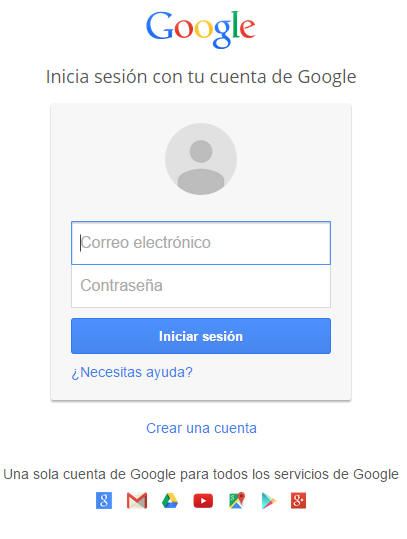 Google
Inicia sesión con tu cuenta de Google
Correo electrónico
Contraseña
Iniciar sesión
¿Necesitas ayuda?
Crear una cuenta
Una sola cuenta de Google para todos los servicios de Google